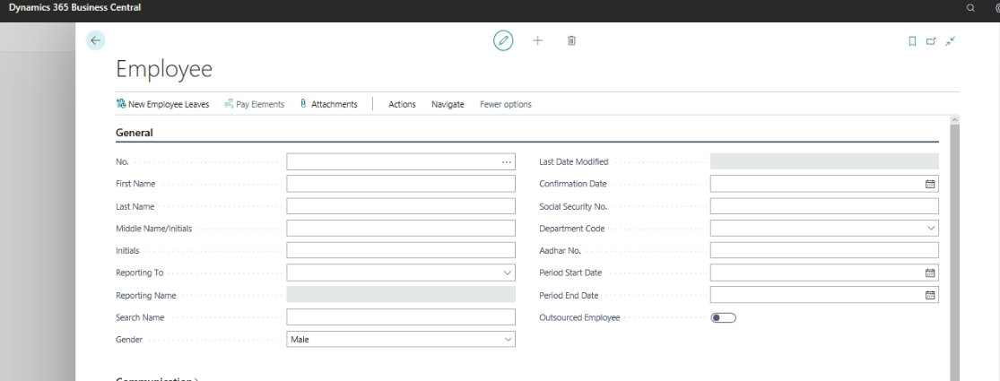 Dynamics 365 Business Central
Employee
New Employee Leaves Pay Elements Attachments Actions Navigate Fewer options
General
No. ... Last Date Modified
First Name Confirmation Date
Last Name Social Security No.
Middle Name/Initials Department Code
Initials Aadhar No.
Reporting To Period Start Date
Reporting Name Period End Date
Search Name Outsourced Employee
Gender Male
Communication